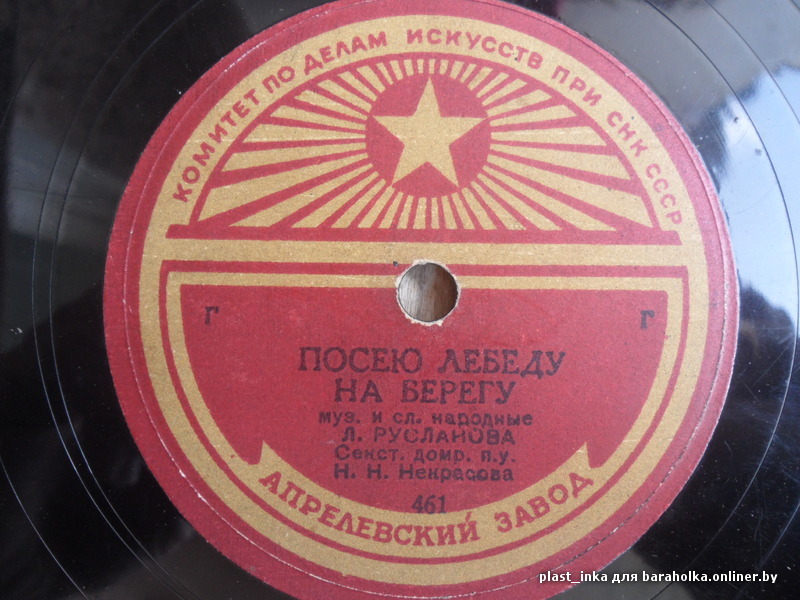 КОМИТЕТ ПО ДЕЛАМ ИСКУССТВ ПРИ СНК СССР
Г Г
ПОСЕЮ ЛЕБЕДУ
НА БЕРЕГУ
муз. и сл. народные
Л. РУСЛАНОВА
Секст. домр. п.у.
Н. Н. Некрасова
461
АПРЕЛЕВСКИЙ ЗАВОД
plast_inka для baraholka.onliner.by